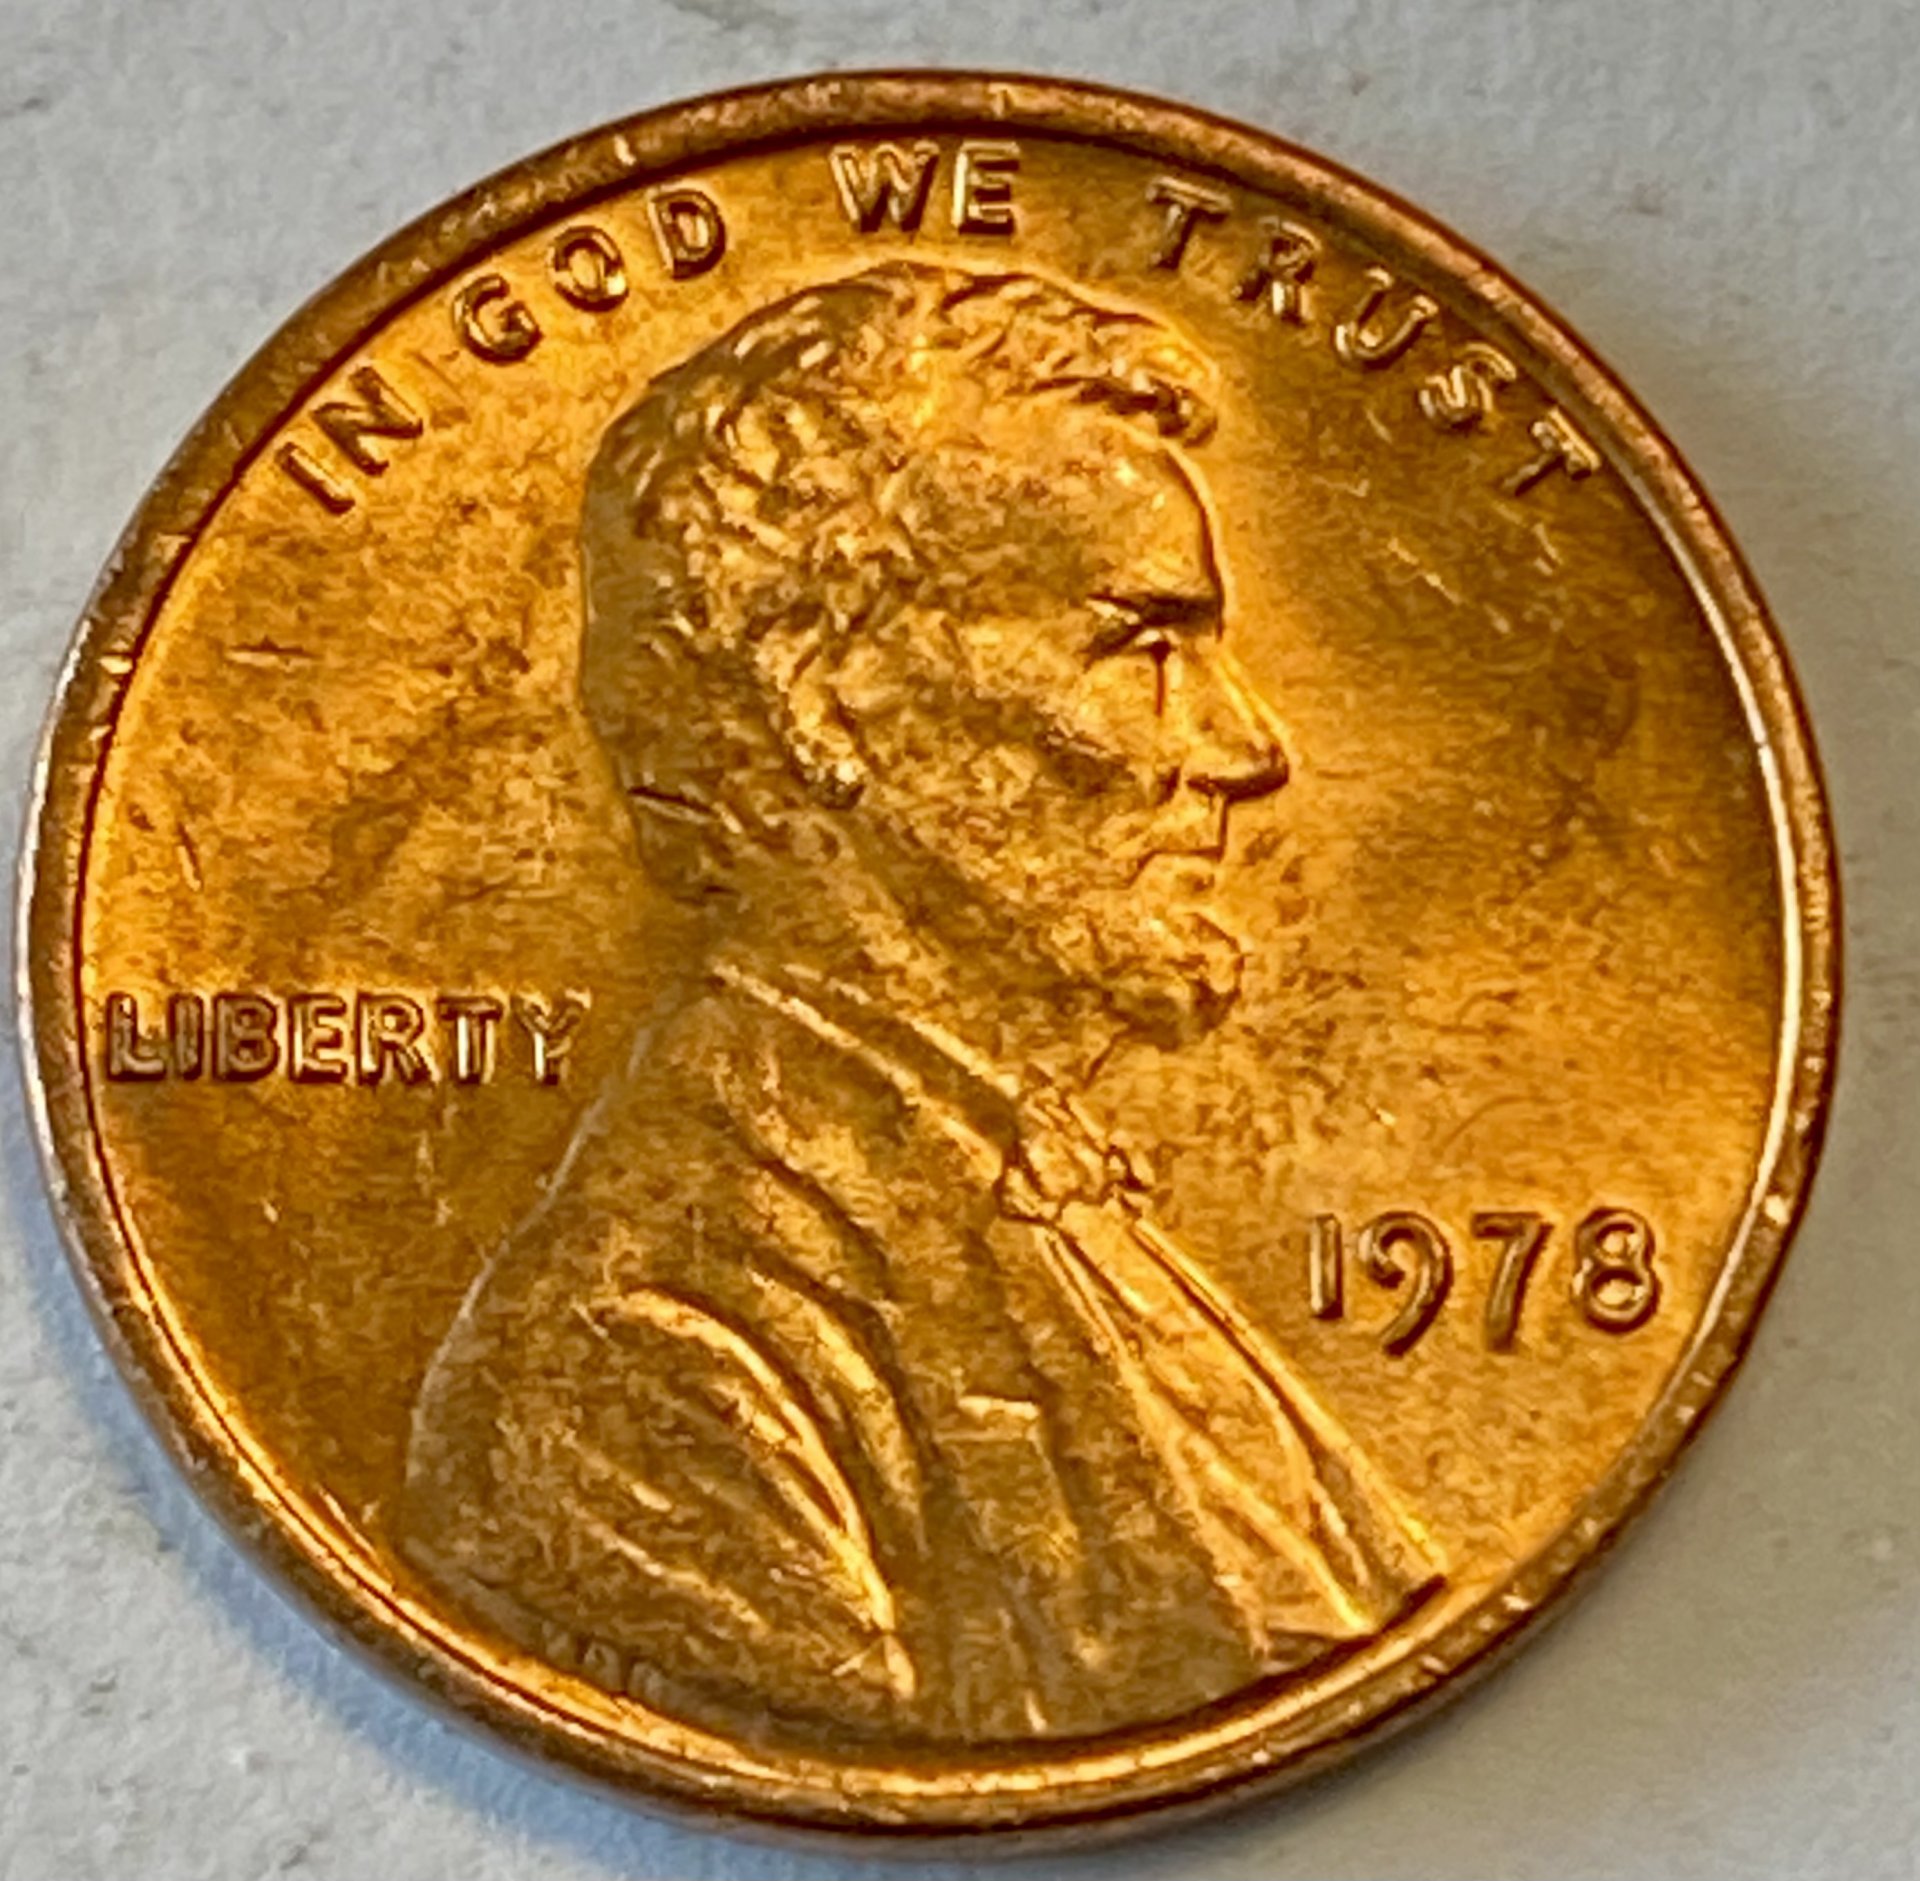 IN GOD WE TRUST
LIBERTY
1978